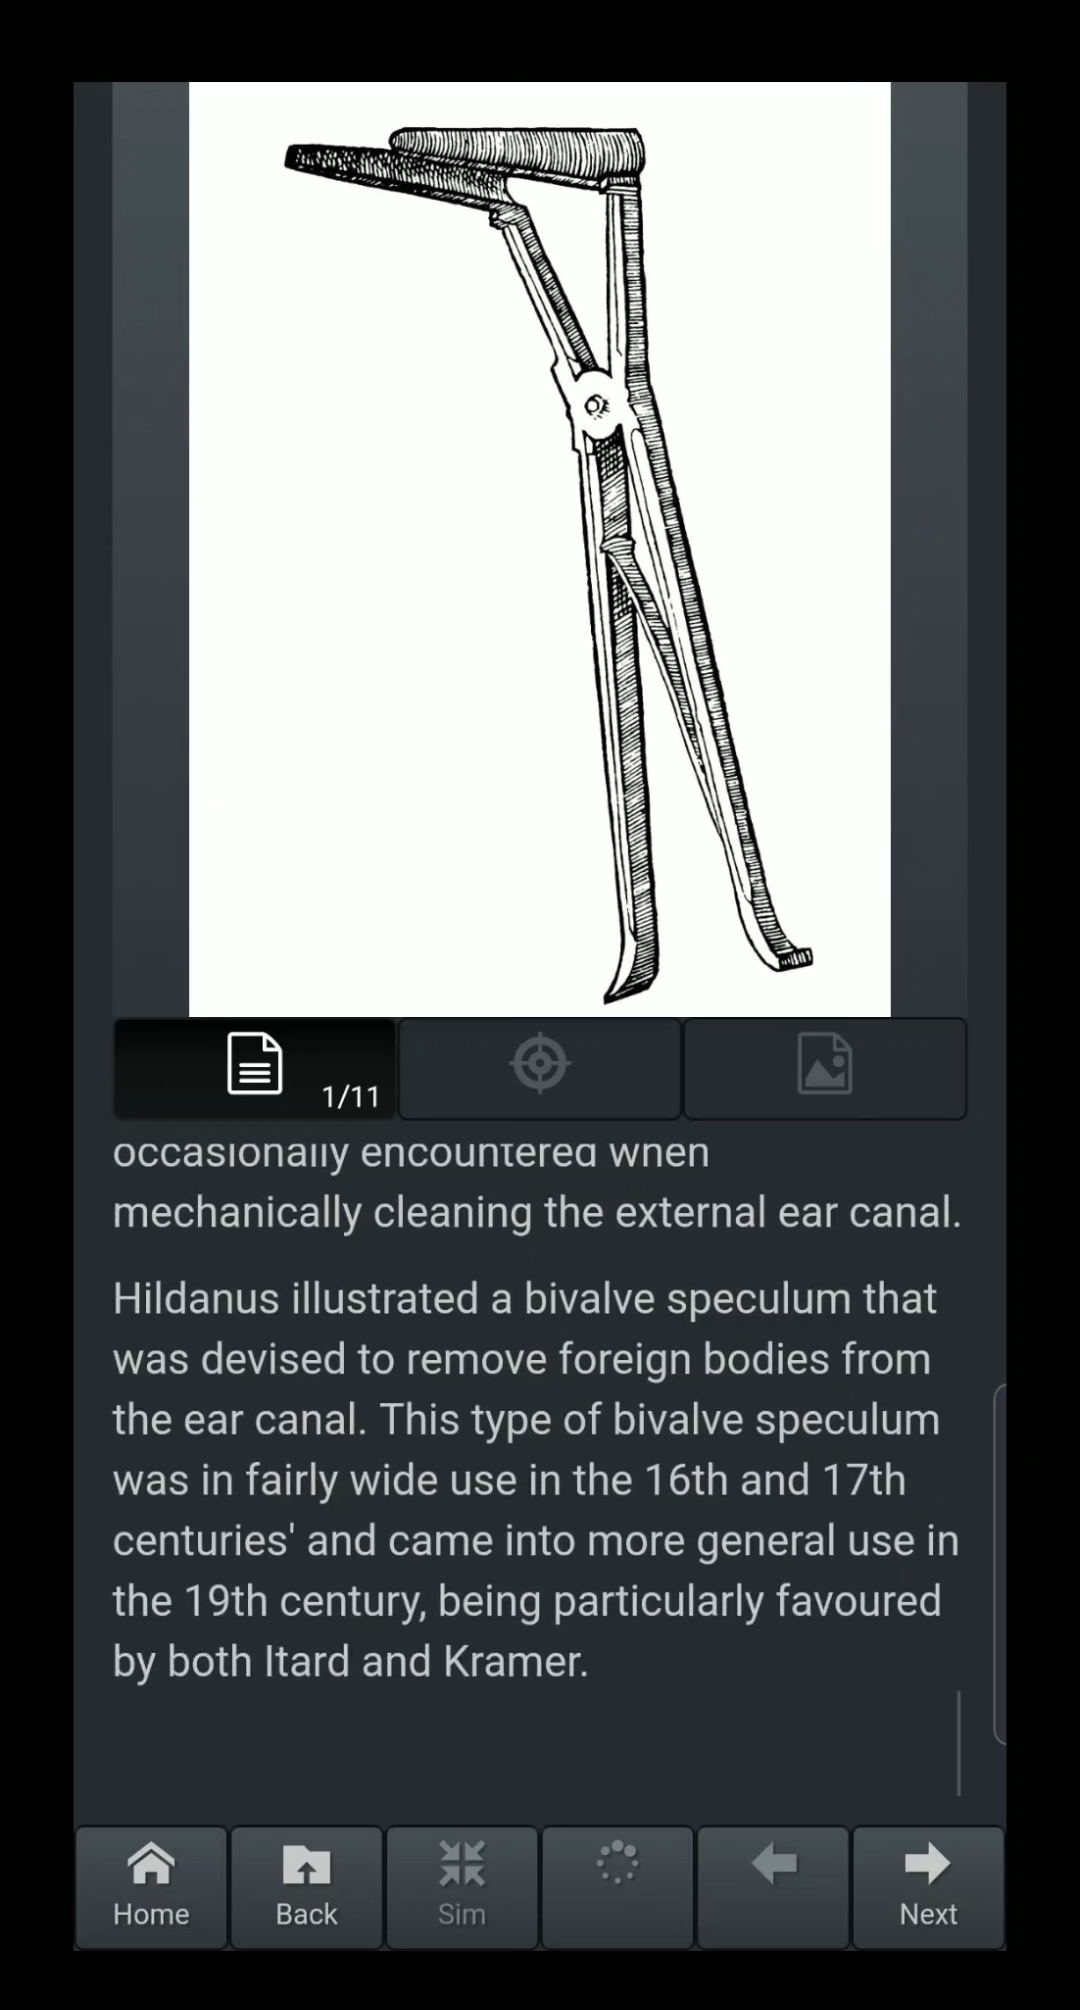 1/11
occasionally encountered when
mechanically cleaning the external ear canal.
Hildanus illustrated a bivalve speculum that
was devised to remove foreign bodies from
the ear canal. This type of bivalve speculum
was in fairly wide use in the 16th and 17th
centuries' and came into more general use in
the 19th century, being particularly favoured
by both Itard and Kramer.
Home
Back
Sim
Next